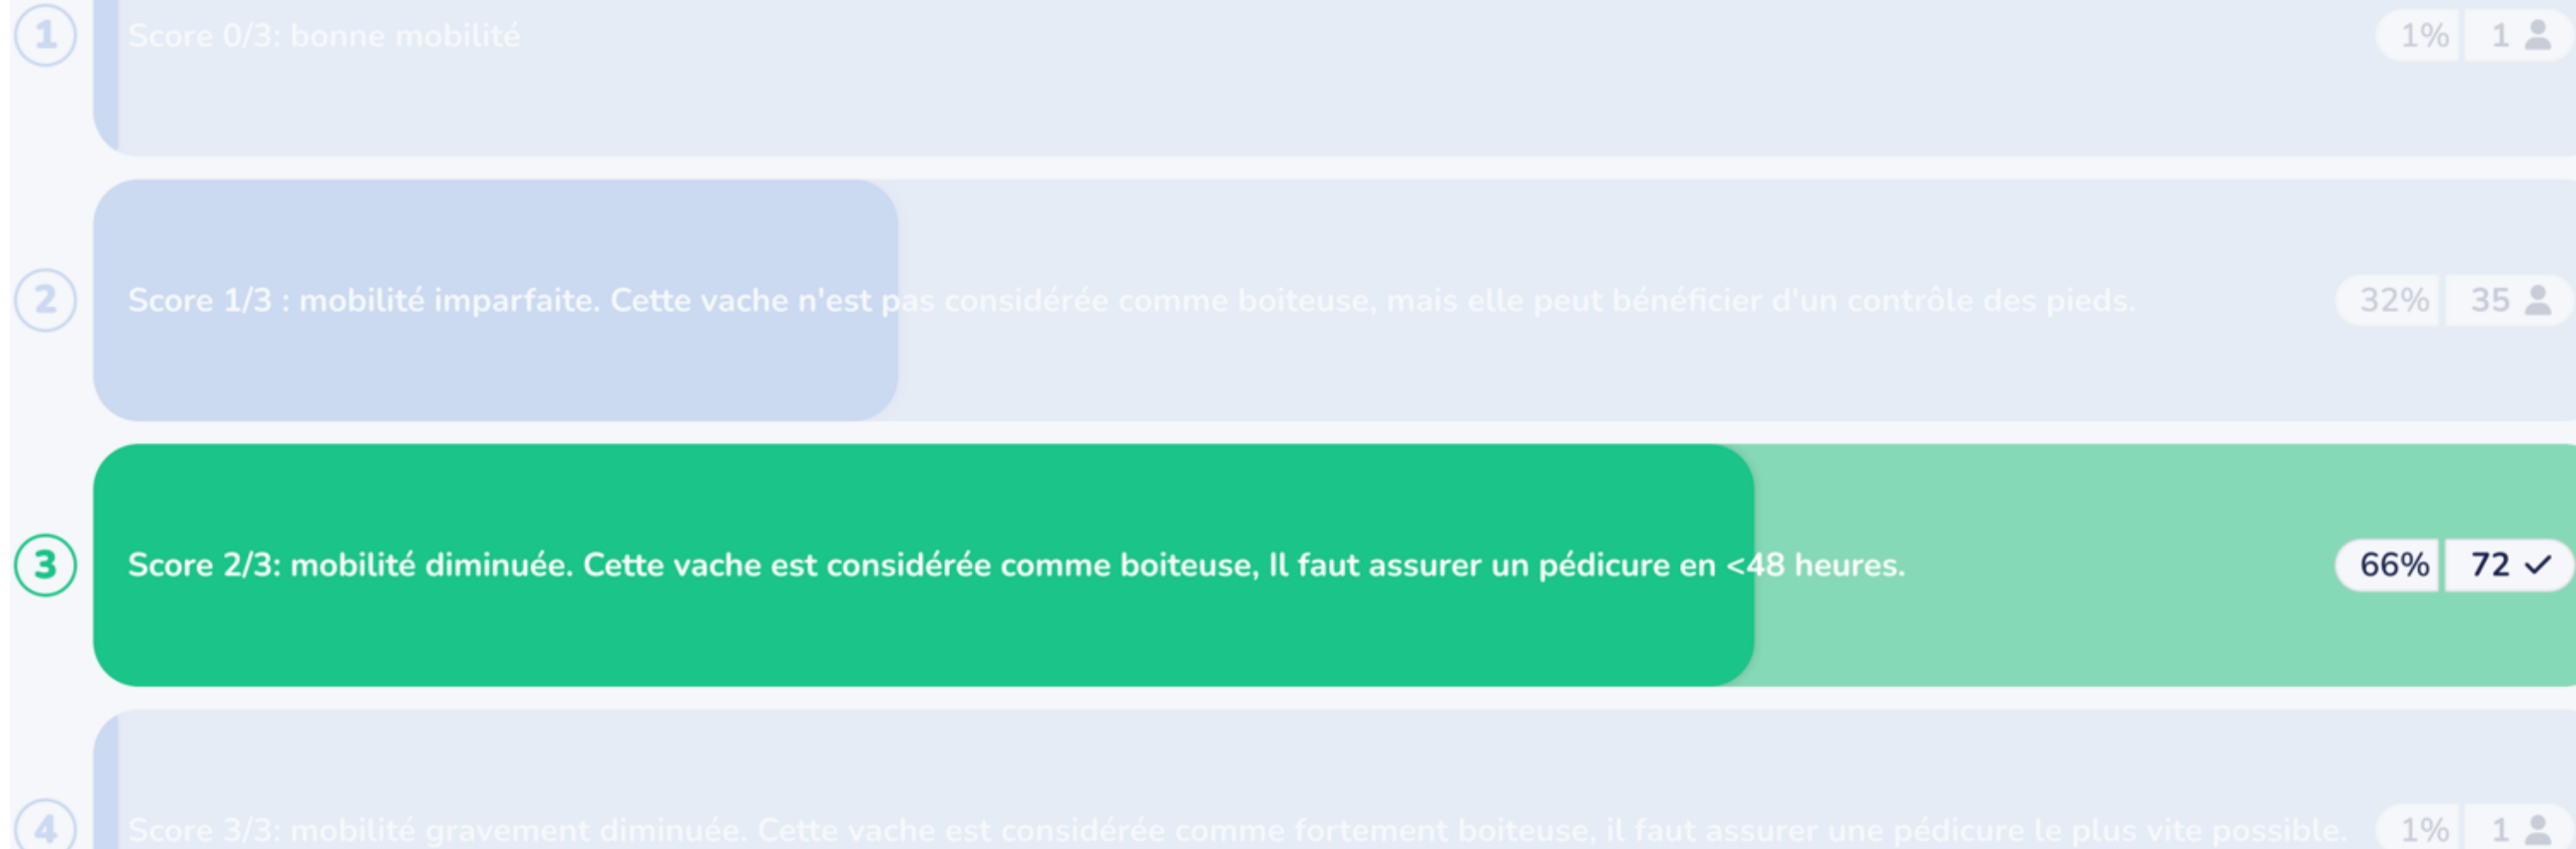 1 Score 0/3: bonne mobilité 1% 1
2 Score 1/3 : mobilité imparfaite. Cette vache n'est pas considérée comme boiteuse, mais elle peut bénéficier d'un contrôle des pieds. 32% 35
3 Score 2/3: mobilité diminuée. Cette vache est considérée comme boiteuse, Il faut assurer un pédicure en <48 heures. 66% 72
4 Score 3/3: mobilité gravement diminuée. Cette vache est considérée comme fortement boiteuse, il faut assurer une pédicure le plus vite possible. 1% 1